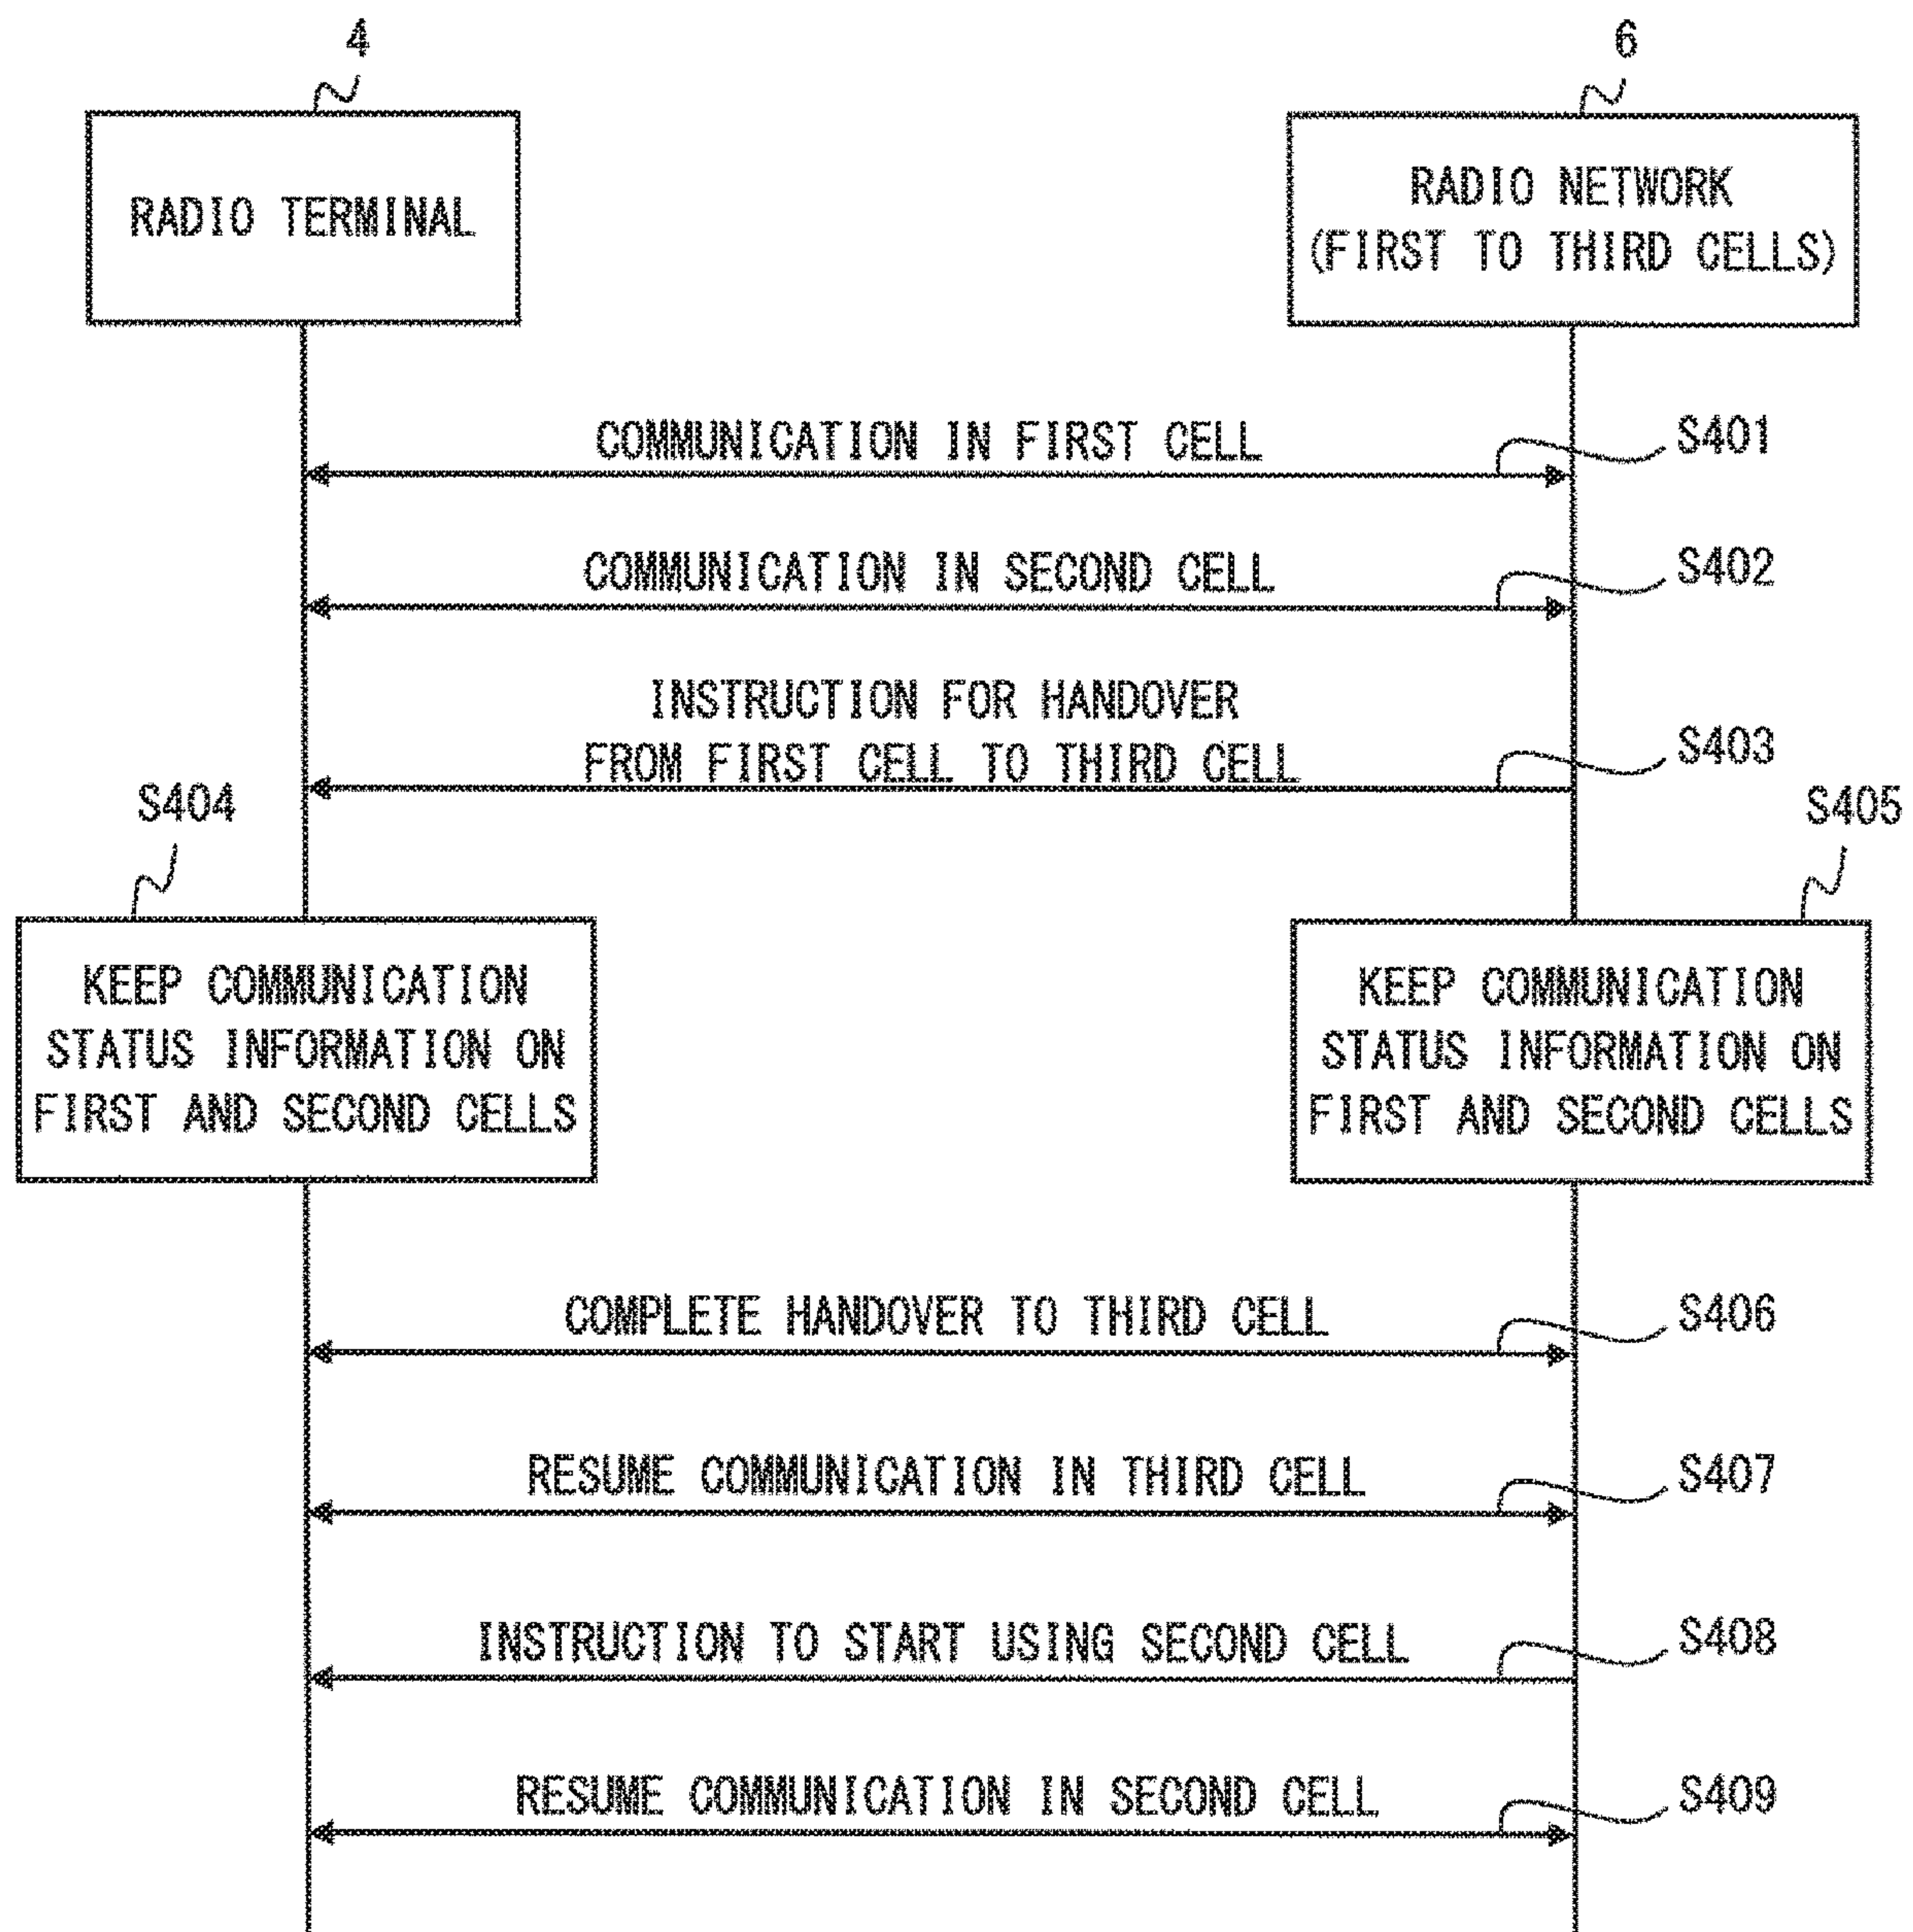 4
6
RADIO TERMINAL
RADIO NETWORK
(FIRST TO THIRD CELLS)
COMMUNICATION IN FIRST CELL
S401
COMMUNICATION IN SECOND CELL
S402
INSTRUCTION FOR HANDOVER
FROM FIRST CELL TO THIRD CELL
S403
S404
S405
KEEP COMMUNICATION
STATUS INFORMATION ON
FIRST AND SECOND CELLS
KEEP COMMUNICATION
STATUS INFORMATION ON
FIRST AND SECOND CELLS
COMPLETE HANDOVER TO THIRD CELL
S406
RESUME COMMUNICATION IN THIRD CELL
S407
INSTRUCTION TO START USING SECOND CELL
S408
RESUME COMMUNICATION IN SECOND CELL
S409